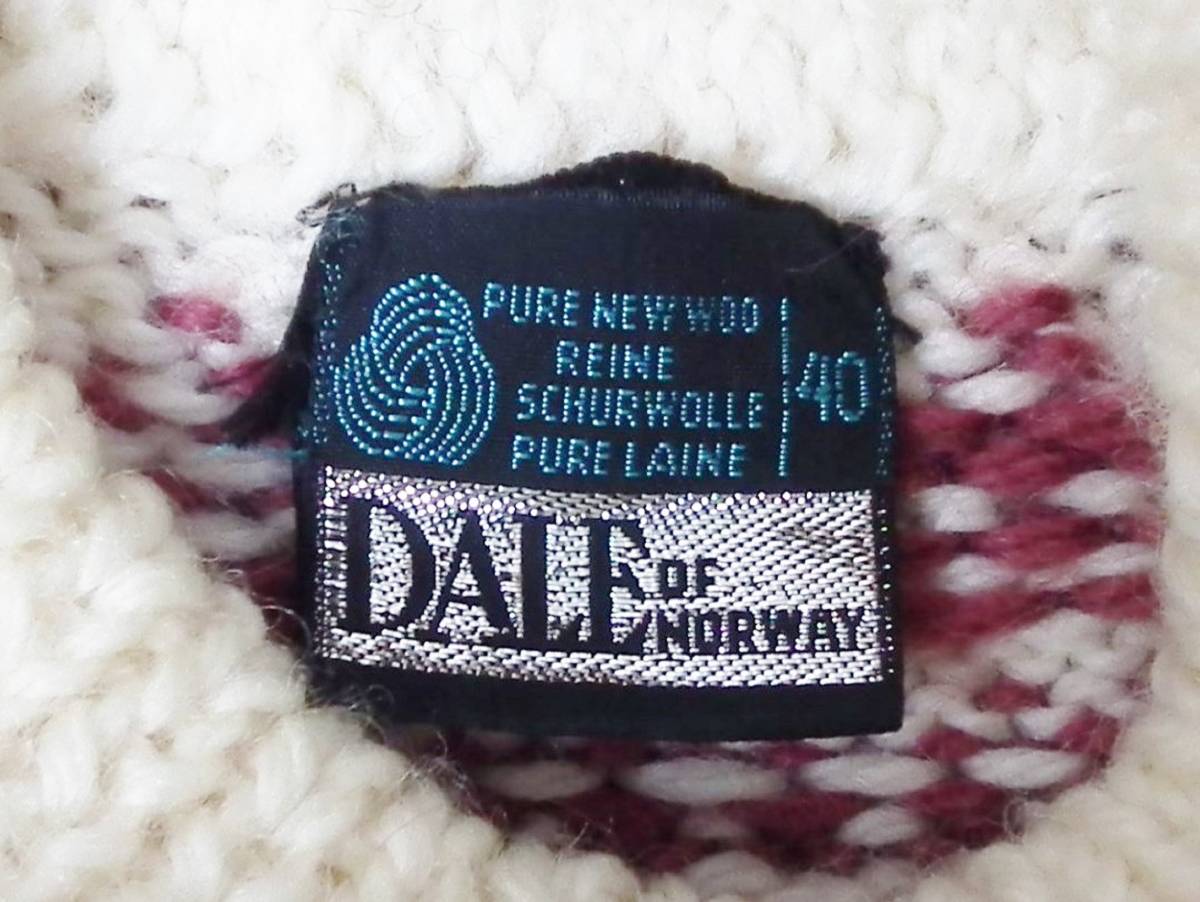 PURE NEW WOO
REINE
SCHURWOLLE
PURE LAINE
40
DALE OF
NORWAY